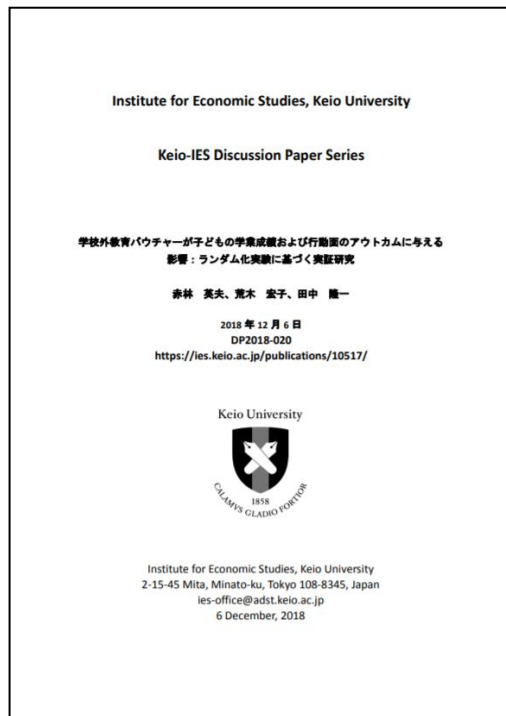 Institute for Economic Studies, Keio University
Keio-IES Discussion Paper Series
学校外教育バウチャーが子どもの学業成績および行動面のアウトカムに与える
影響：ランダム化実験に基づく実証研究
赤林　英夫、荒木　宏子、田中　隆一
2018 年 12 月 6 日
DP2018-020
https://ies.keio.ac.jp/publications/10517/
Keio University
1858
CALAMVS GLADIO FORTIOR
Institute for Economic Studies, Keio University
2-15-45 Mita, Minato-ku, Tokyo 108-8345, Japan
ies-office@adst.keio.ac.jp
6 December, 2018